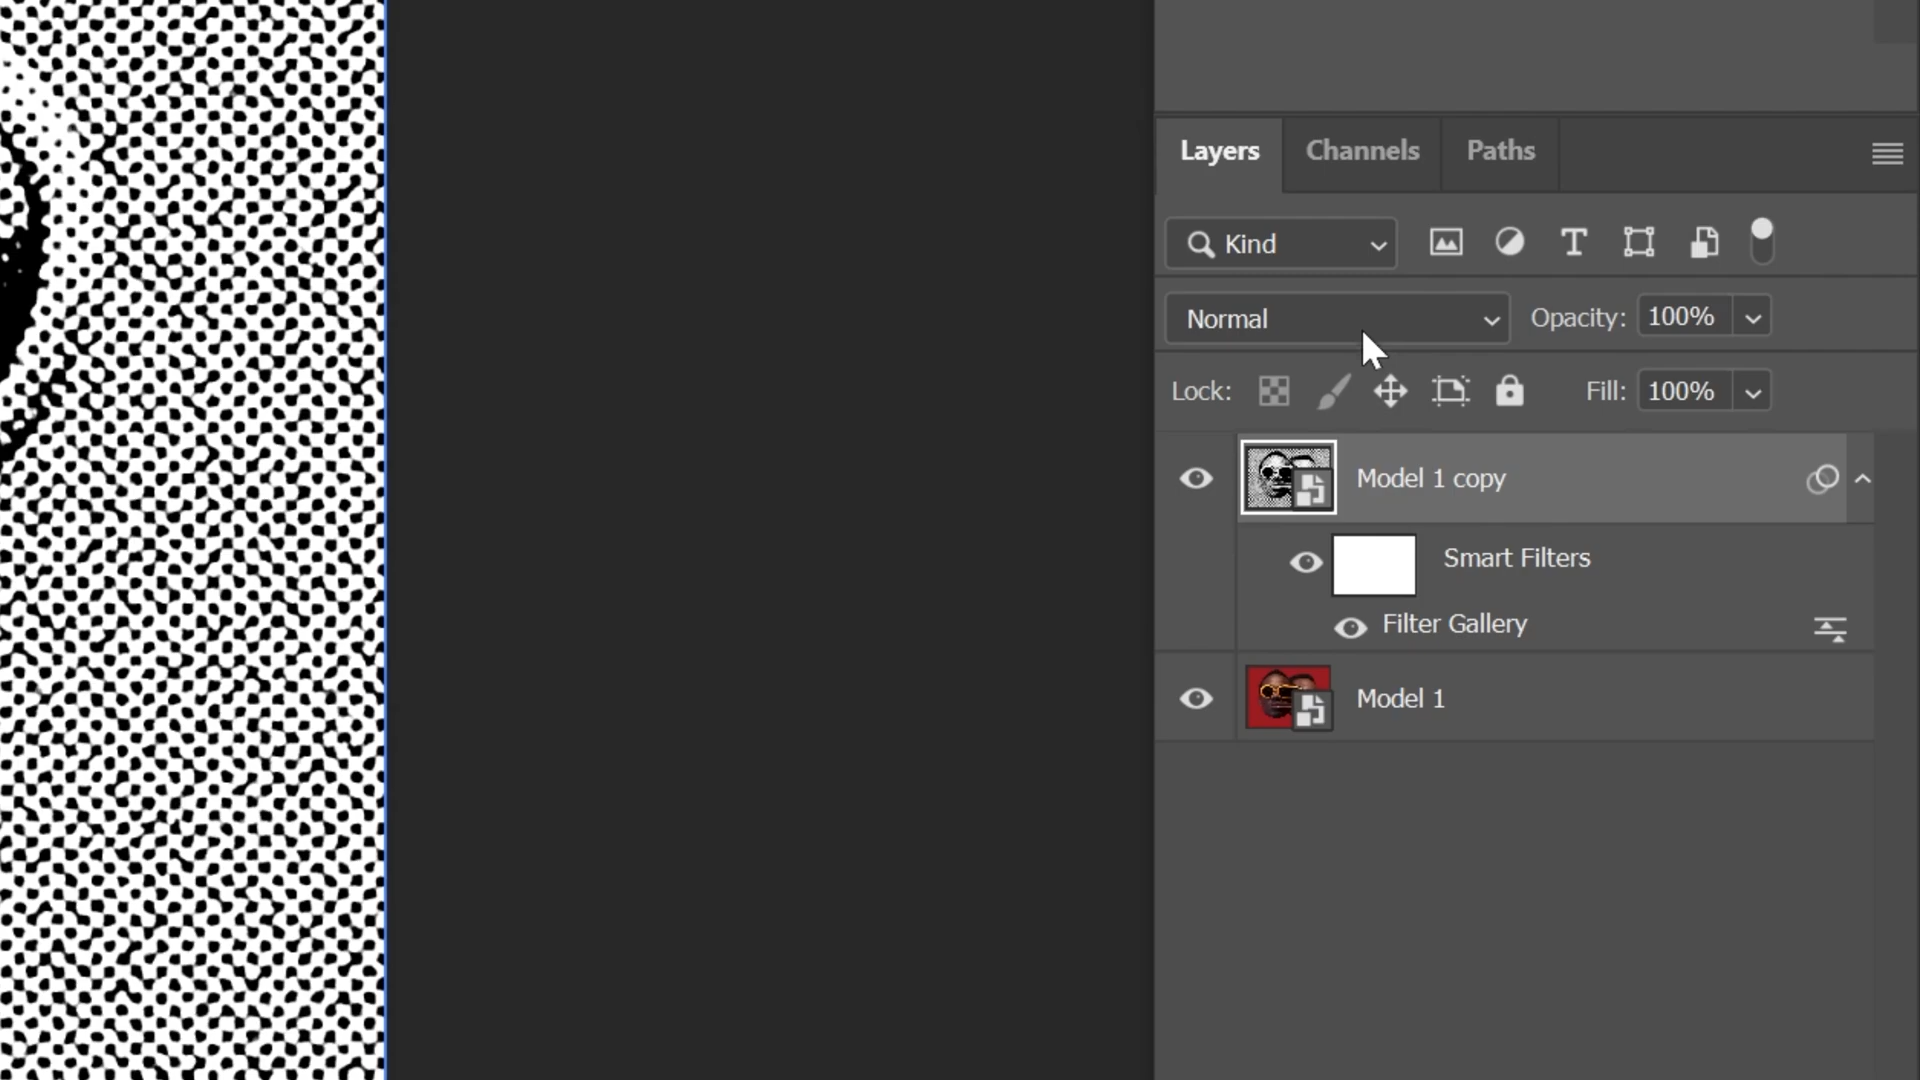 Layers Channels Paths
Kind
Normal Opacity: 100%
Lock: Fill: 100%
Model 1 copy
Smart Filters
Filter Gallery
Model 1